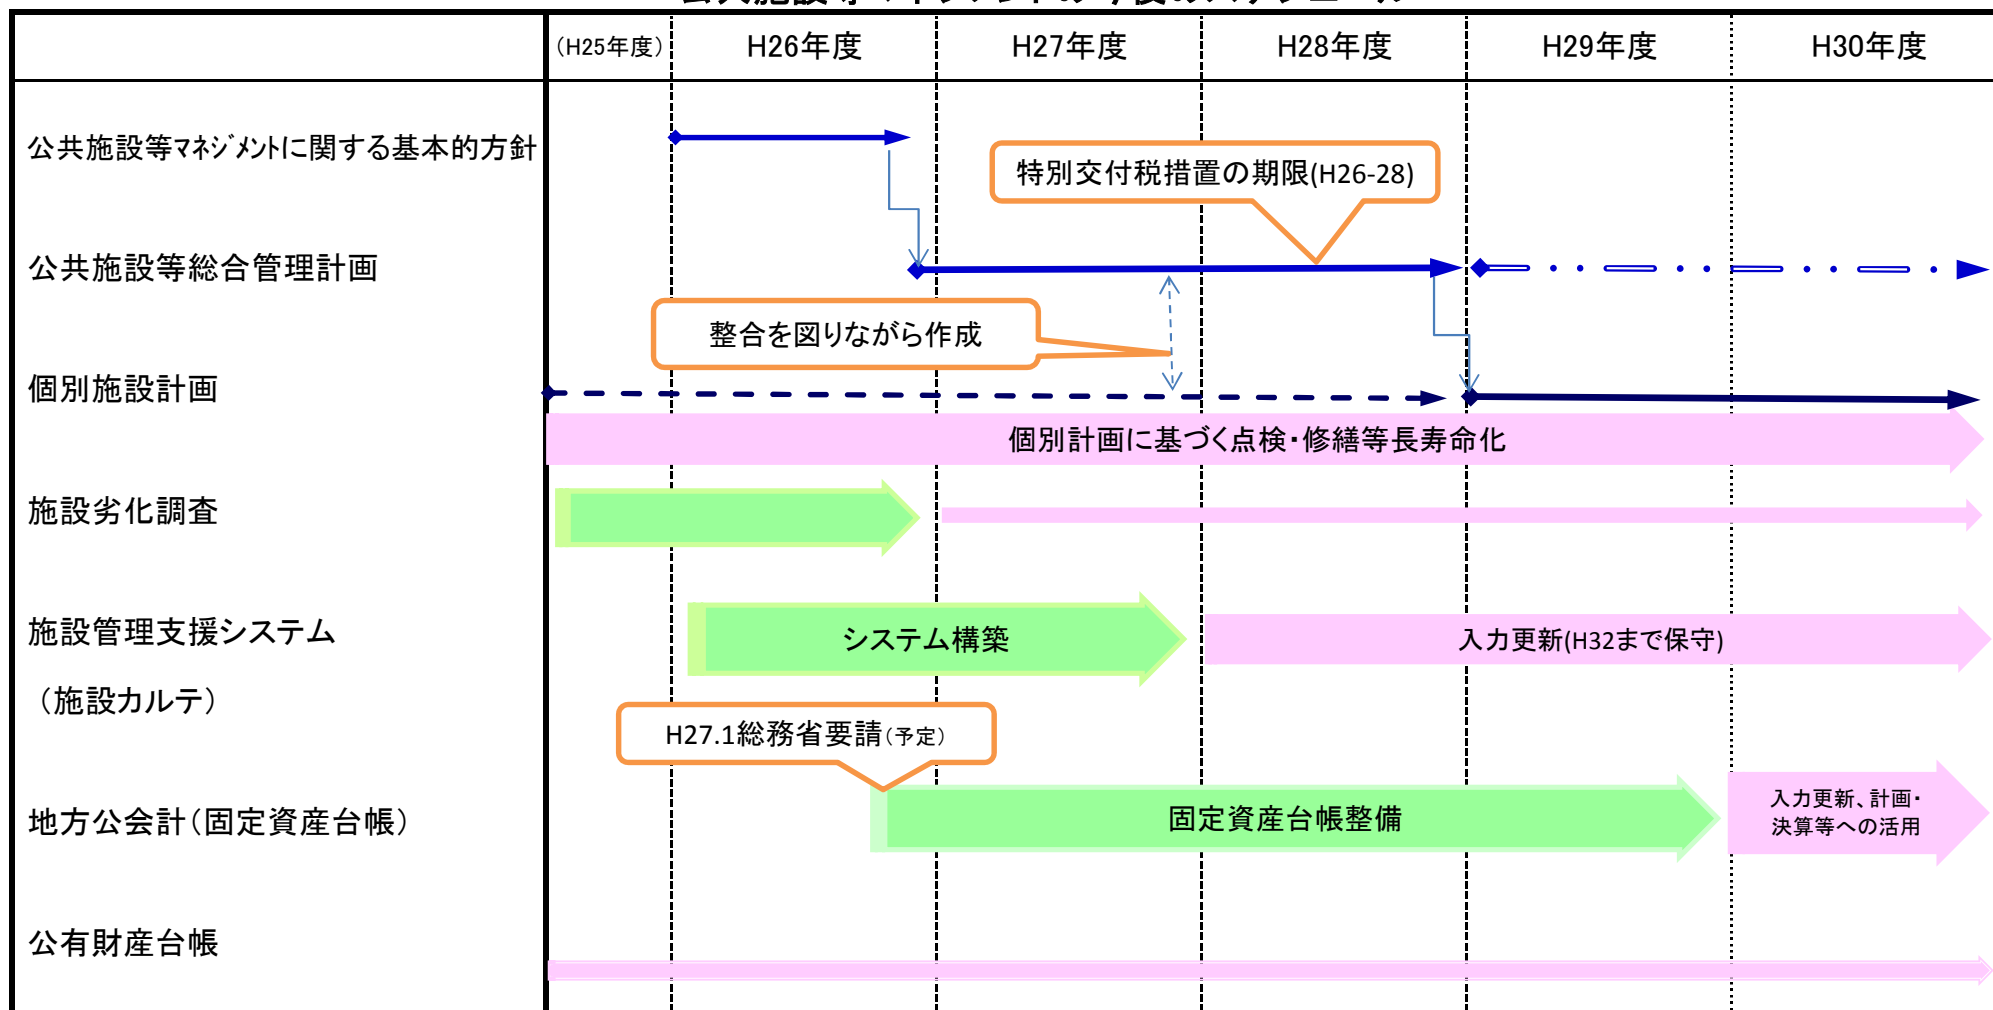 (H25年度) H26年度 H27年度 H28年度 H29年度 H30年度
公共施設等マネジメントに関する基本的方針
特別交付税措置の期限(H26-28)
公共施設等総合管理計画
整合を図りながら作成
個別施設計画
個別計画に基づく点検・修繕等長寿命化
施設劣化調査
施設管理支援システム
システム構築
入力更新(H32まで保守)
（施設カルテ）
H27.1総務省要請（予定）
地方公会計（固定資産台帳）
固定資産台帳整備
入力更新、計画・
決算等への活用
公有財産台帳